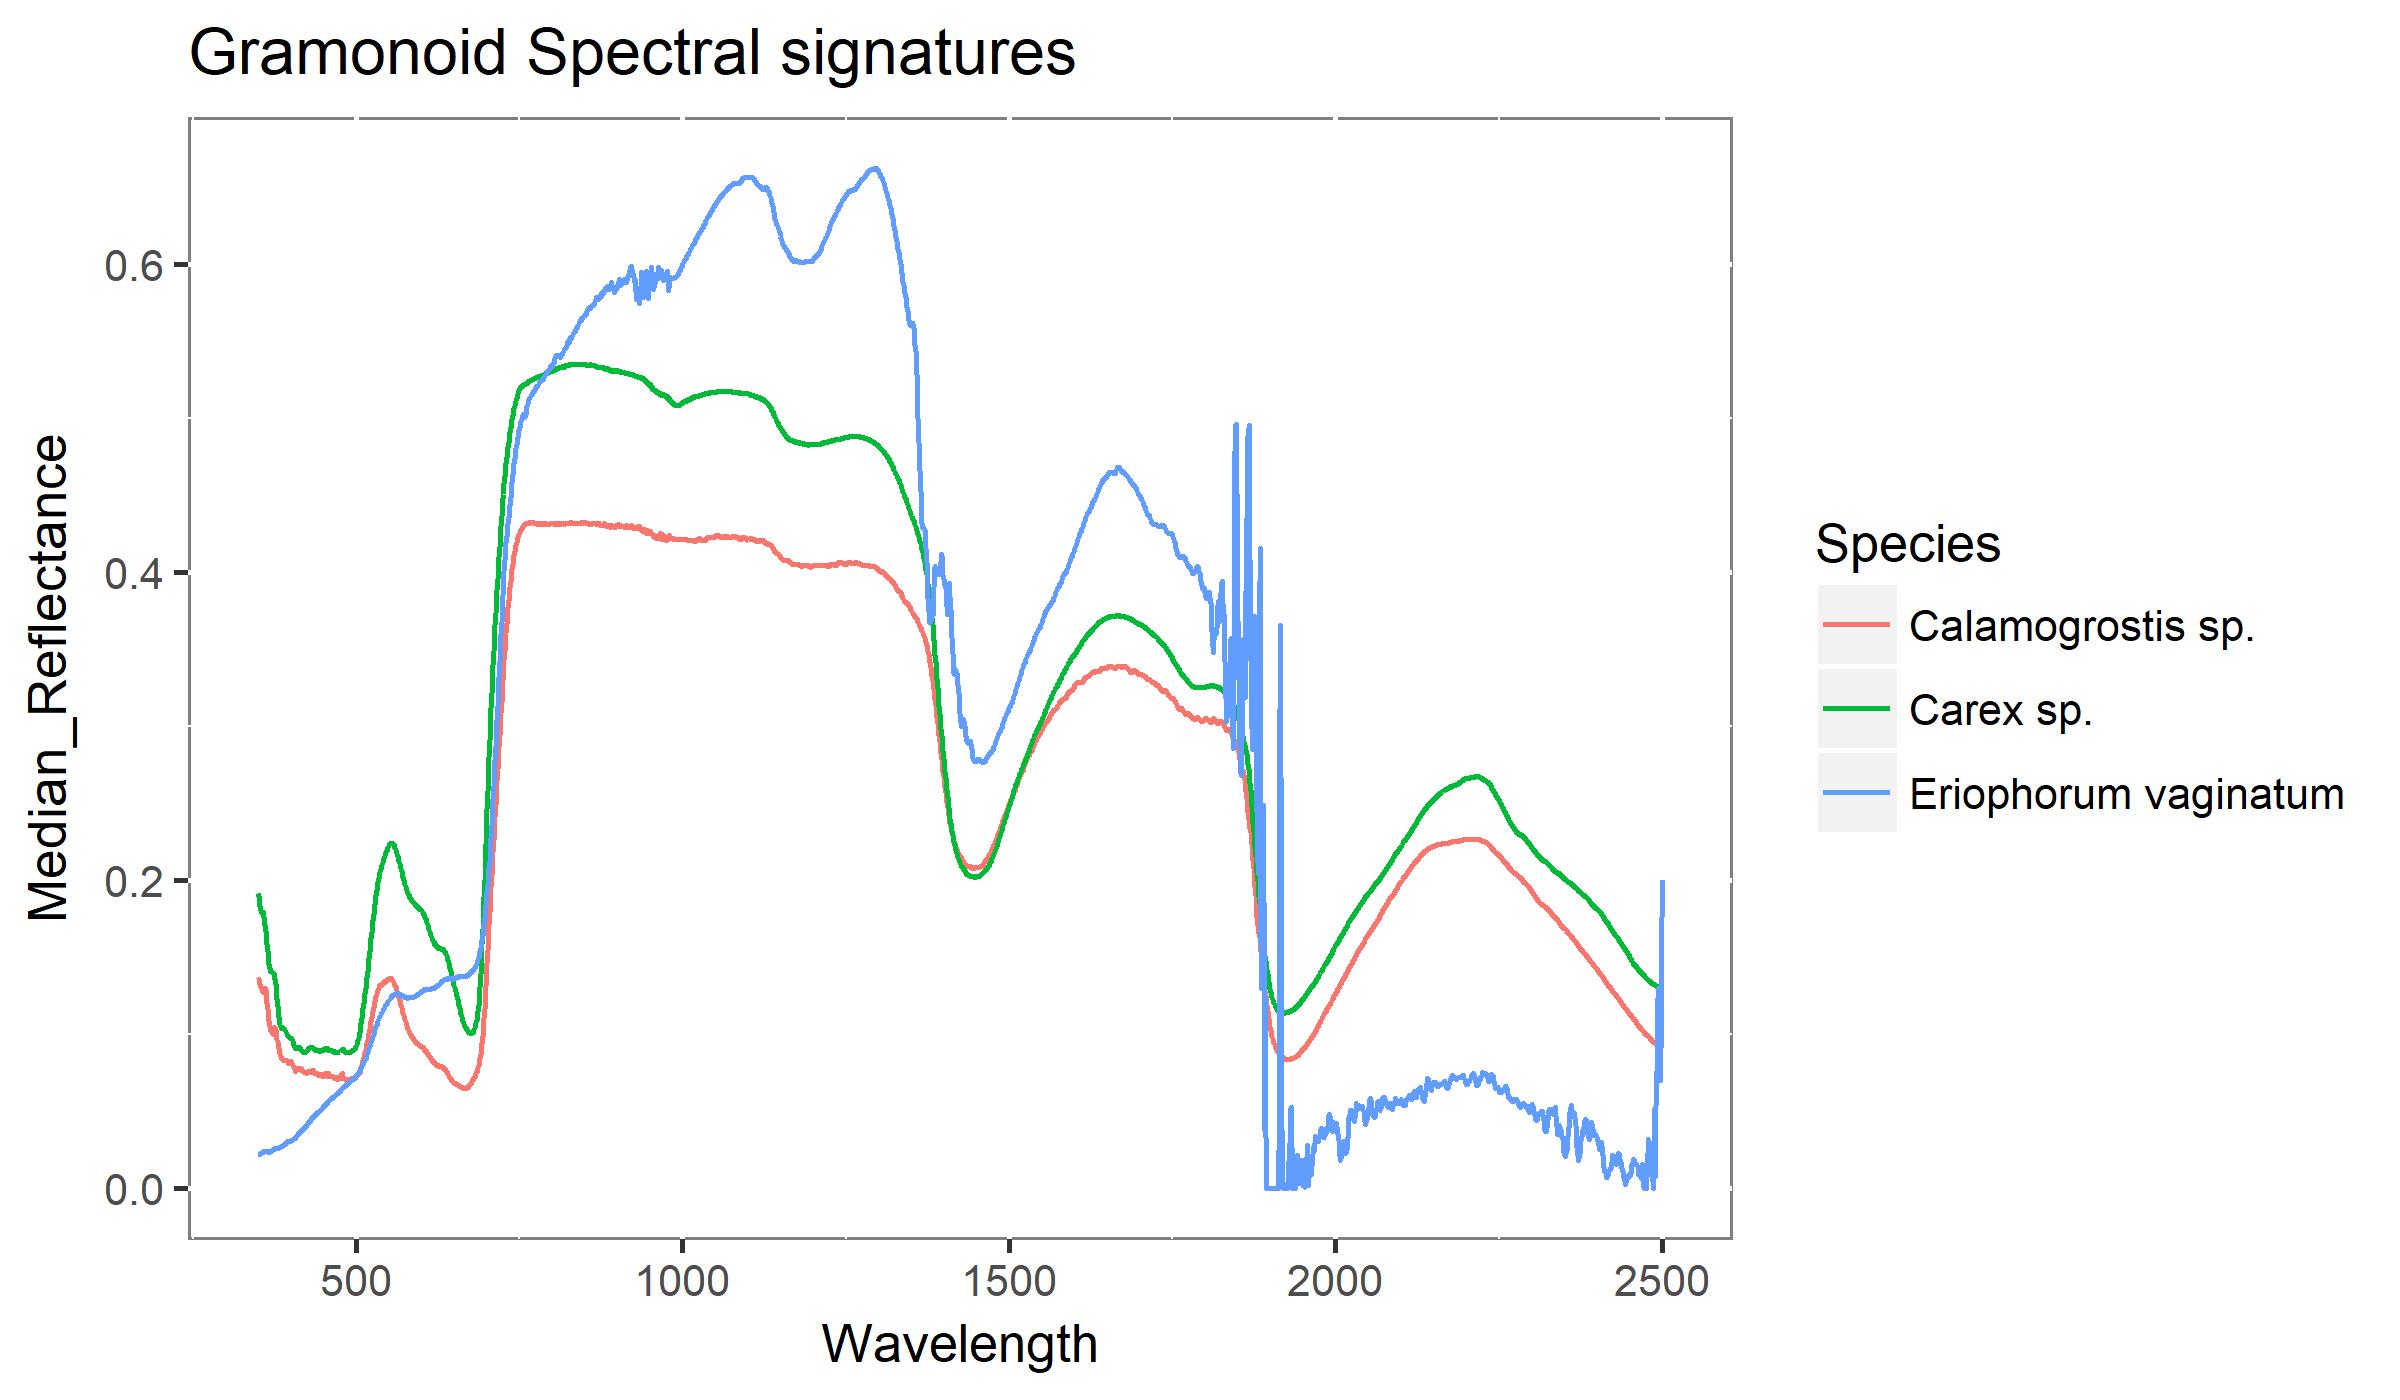 Gramonoid Spectral signatures
Median_Reflectance
0.6
0.4
0.2
0.0
500 1000 1500 2000 2500
Wavelength
Species
Calamogrostis sp.
Carex sp.
Eriophorum vaginatum